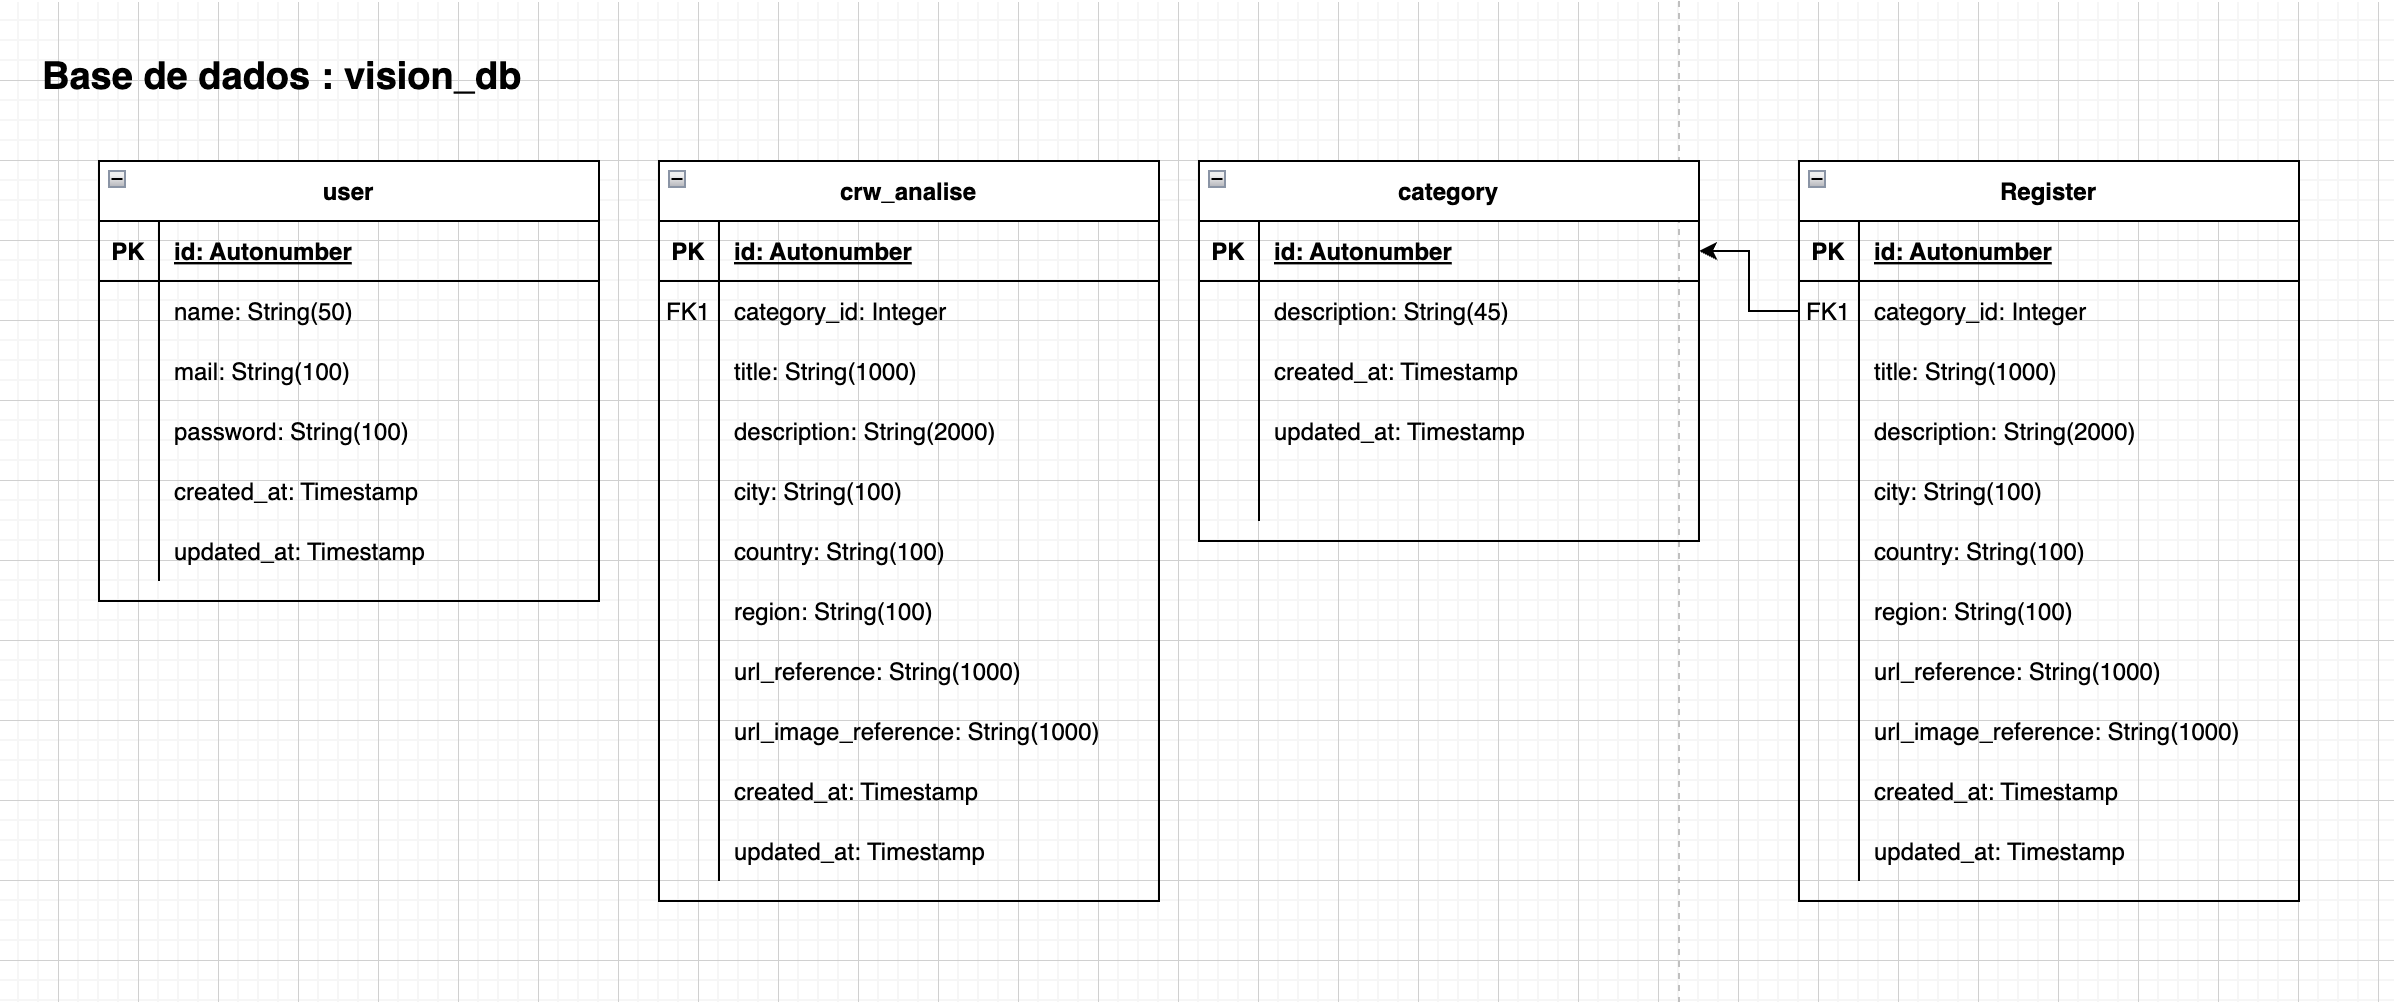 Base de dados : vision_db
user
PK id: Autonumber
name: String(50)
mail: String(100)
password: String(100)
created_at: Timestamp
updated_at: Timestamp
crw_analise
PK id: Autonumber
FK1 category_id: Integer
title: String(1000)
description: String(2000)
city: String(100)
country: String(100)
region: String(100)
url_reference: String(1000)
url_image_reference: String(1000)
created_at: Timestamp
updated_at: Timestamp
category
PK id: Autonumber
description: String(45)
created_at: Timestamp
updated_at: Timestamp
Register
PK id: Autonumber
FK1 category_id: Integer
title: String(1000)
description: String(2000)
city: String(100)
country: String(100)
region: String(100)
url_reference: String(1000)
url_image_reference: String(1000)
created_at: Timestamp
updated_at: Timestamp